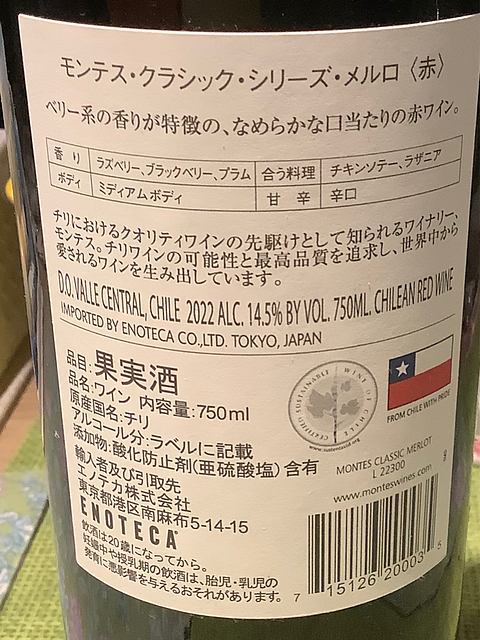 モンテス・クラシック・シリーズ・メルロ〈赤〉
ベリー系の香りが特徴の、なめらかな口当たりの赤ワイン。
香り ラズベリー、ブラックベリー、プラム 合う料理 チキンソテー、ラザニア
ボディ ミディアムボディ 甘辛 辛口
チリにおけるクオリティワインの先駆けとして知られるワイナリー、
モンテス。チリワインの可能性と最高品質を追求し、世界中から
愛されるワインを生み出しています。
D.O. VALLE CENTRAL, CHILE 2022 ALC. 14.5% BY VOL. 750ML. CHILEAN RED WINE
IMPORTED BY ENOTECA CO.,LTD. TOKYO, JAPAN
品目:果実酒
品名:ワイン 内容量:750ml
原産国名:チリ
アルコール分:ラベルに記載
添加物:酸化防止剤(亜硫酸塩)含有
輸入者及び引取先
エノテカ株式会社
東京都港区南麻布5-14-15
ENOTECA
飲酒は20歳になってから。
妊娠中や授乳期の飲酒は、胎児・乳児の
発育に悪影響を与えるおそれがあります。
CERTIFIED SUSTAINABLE WINE OF CHILE
FROM CHILE WITH PRIDE
MONTES CLASSIC MERLOT
L 22300
www.monteswines.com
7 15126 20003 5